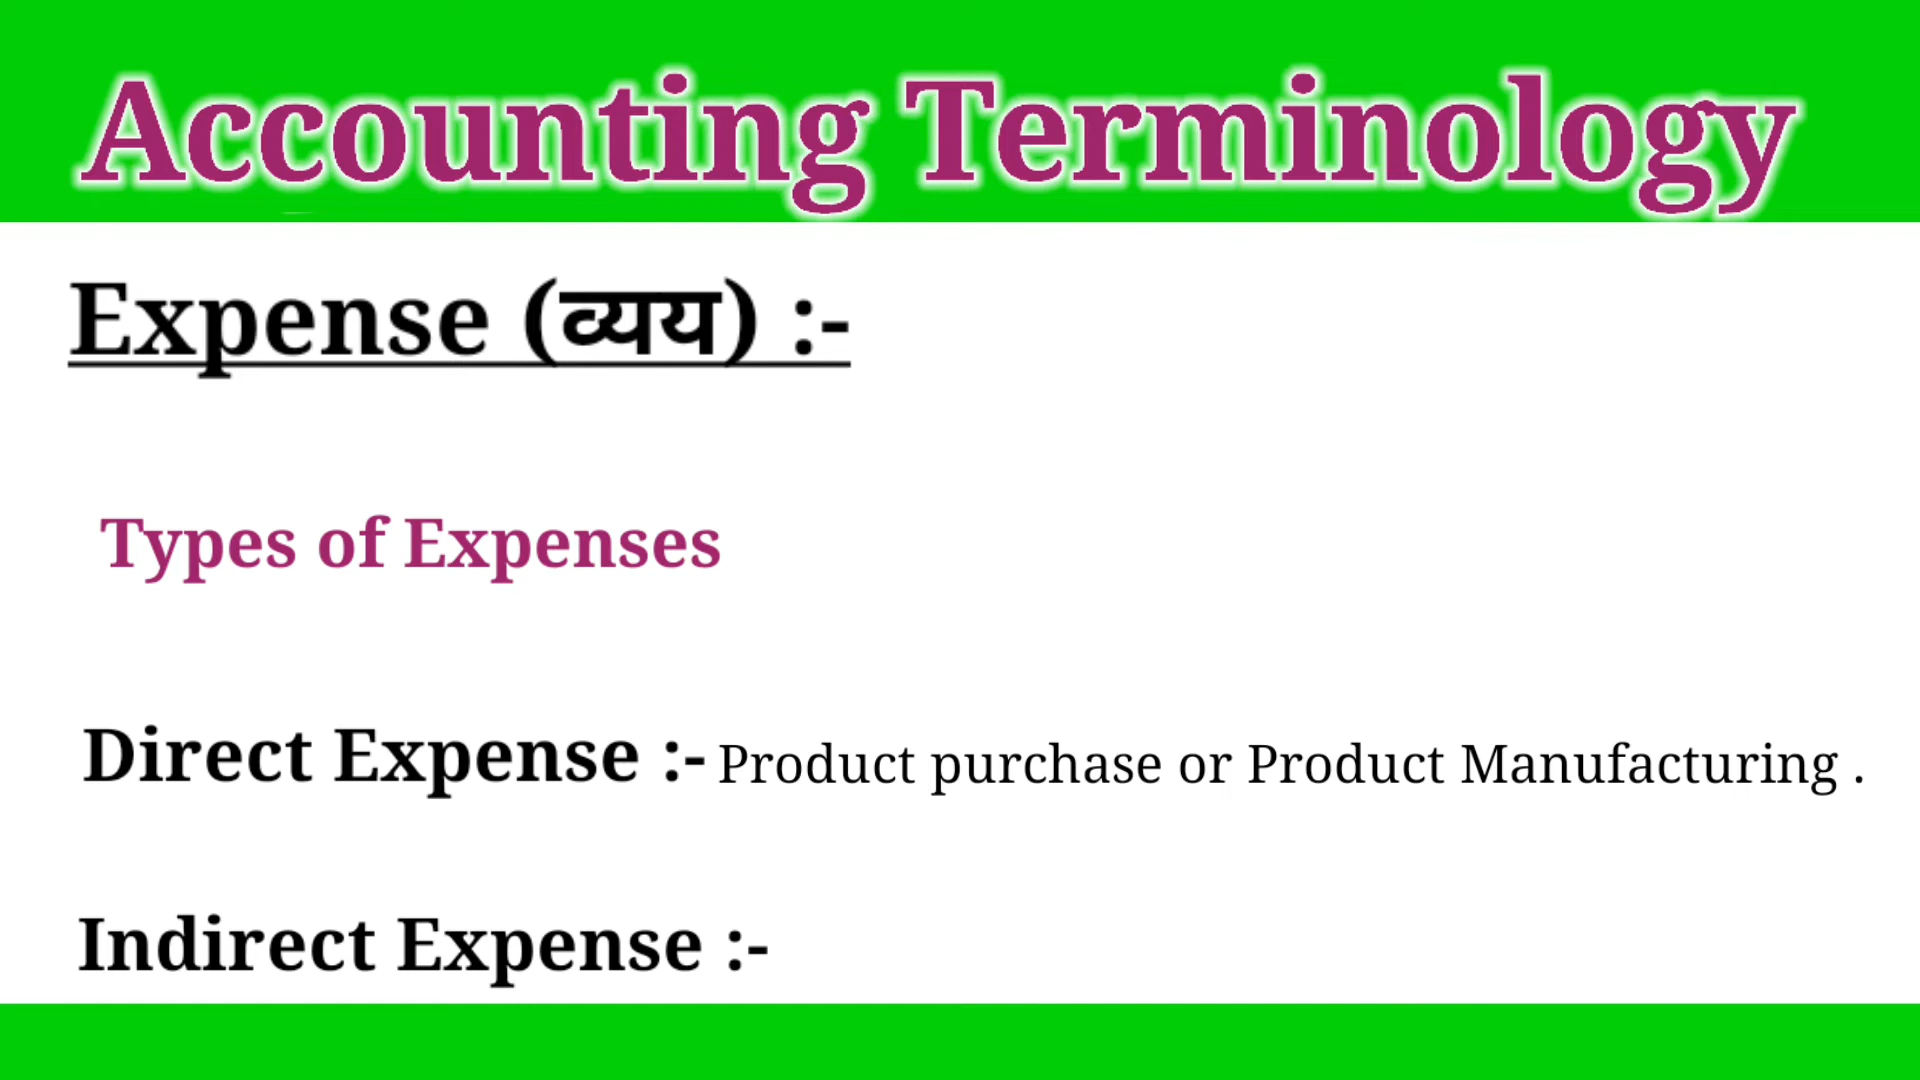 Accounting Terminology
Expense (व्यय) :-
Types of Expenses
Direct Expense :- Product purchase or Product Manufacturing .
Indirect Expense :-